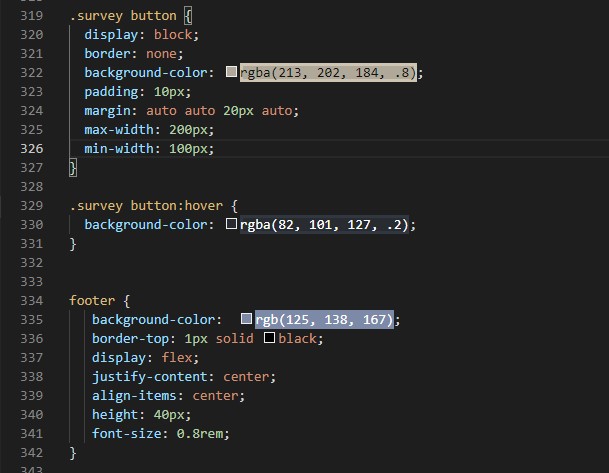 319 .survey button {
320 display: block;
321 border: none;
322 background-color: rgba(213, 202, 184, .8);
323 padding: 10px;
324 margin: auto auto 20px auto;
325 max-width: 200px;
326 min-width: 100px;
327 }
328
329 .survey button:hover {
330 background-color: rgba(82, 101, 127, .2);
331 }
332
333
334 footer {
335 background-color: rgb(125, 138, 167);
336 border-top: 1px solid black;
337 display: flex;
338 justify-content: center;
339 align-items: center;
340 height: 40px;
341 font-size: 0.8rem;
342 }
343